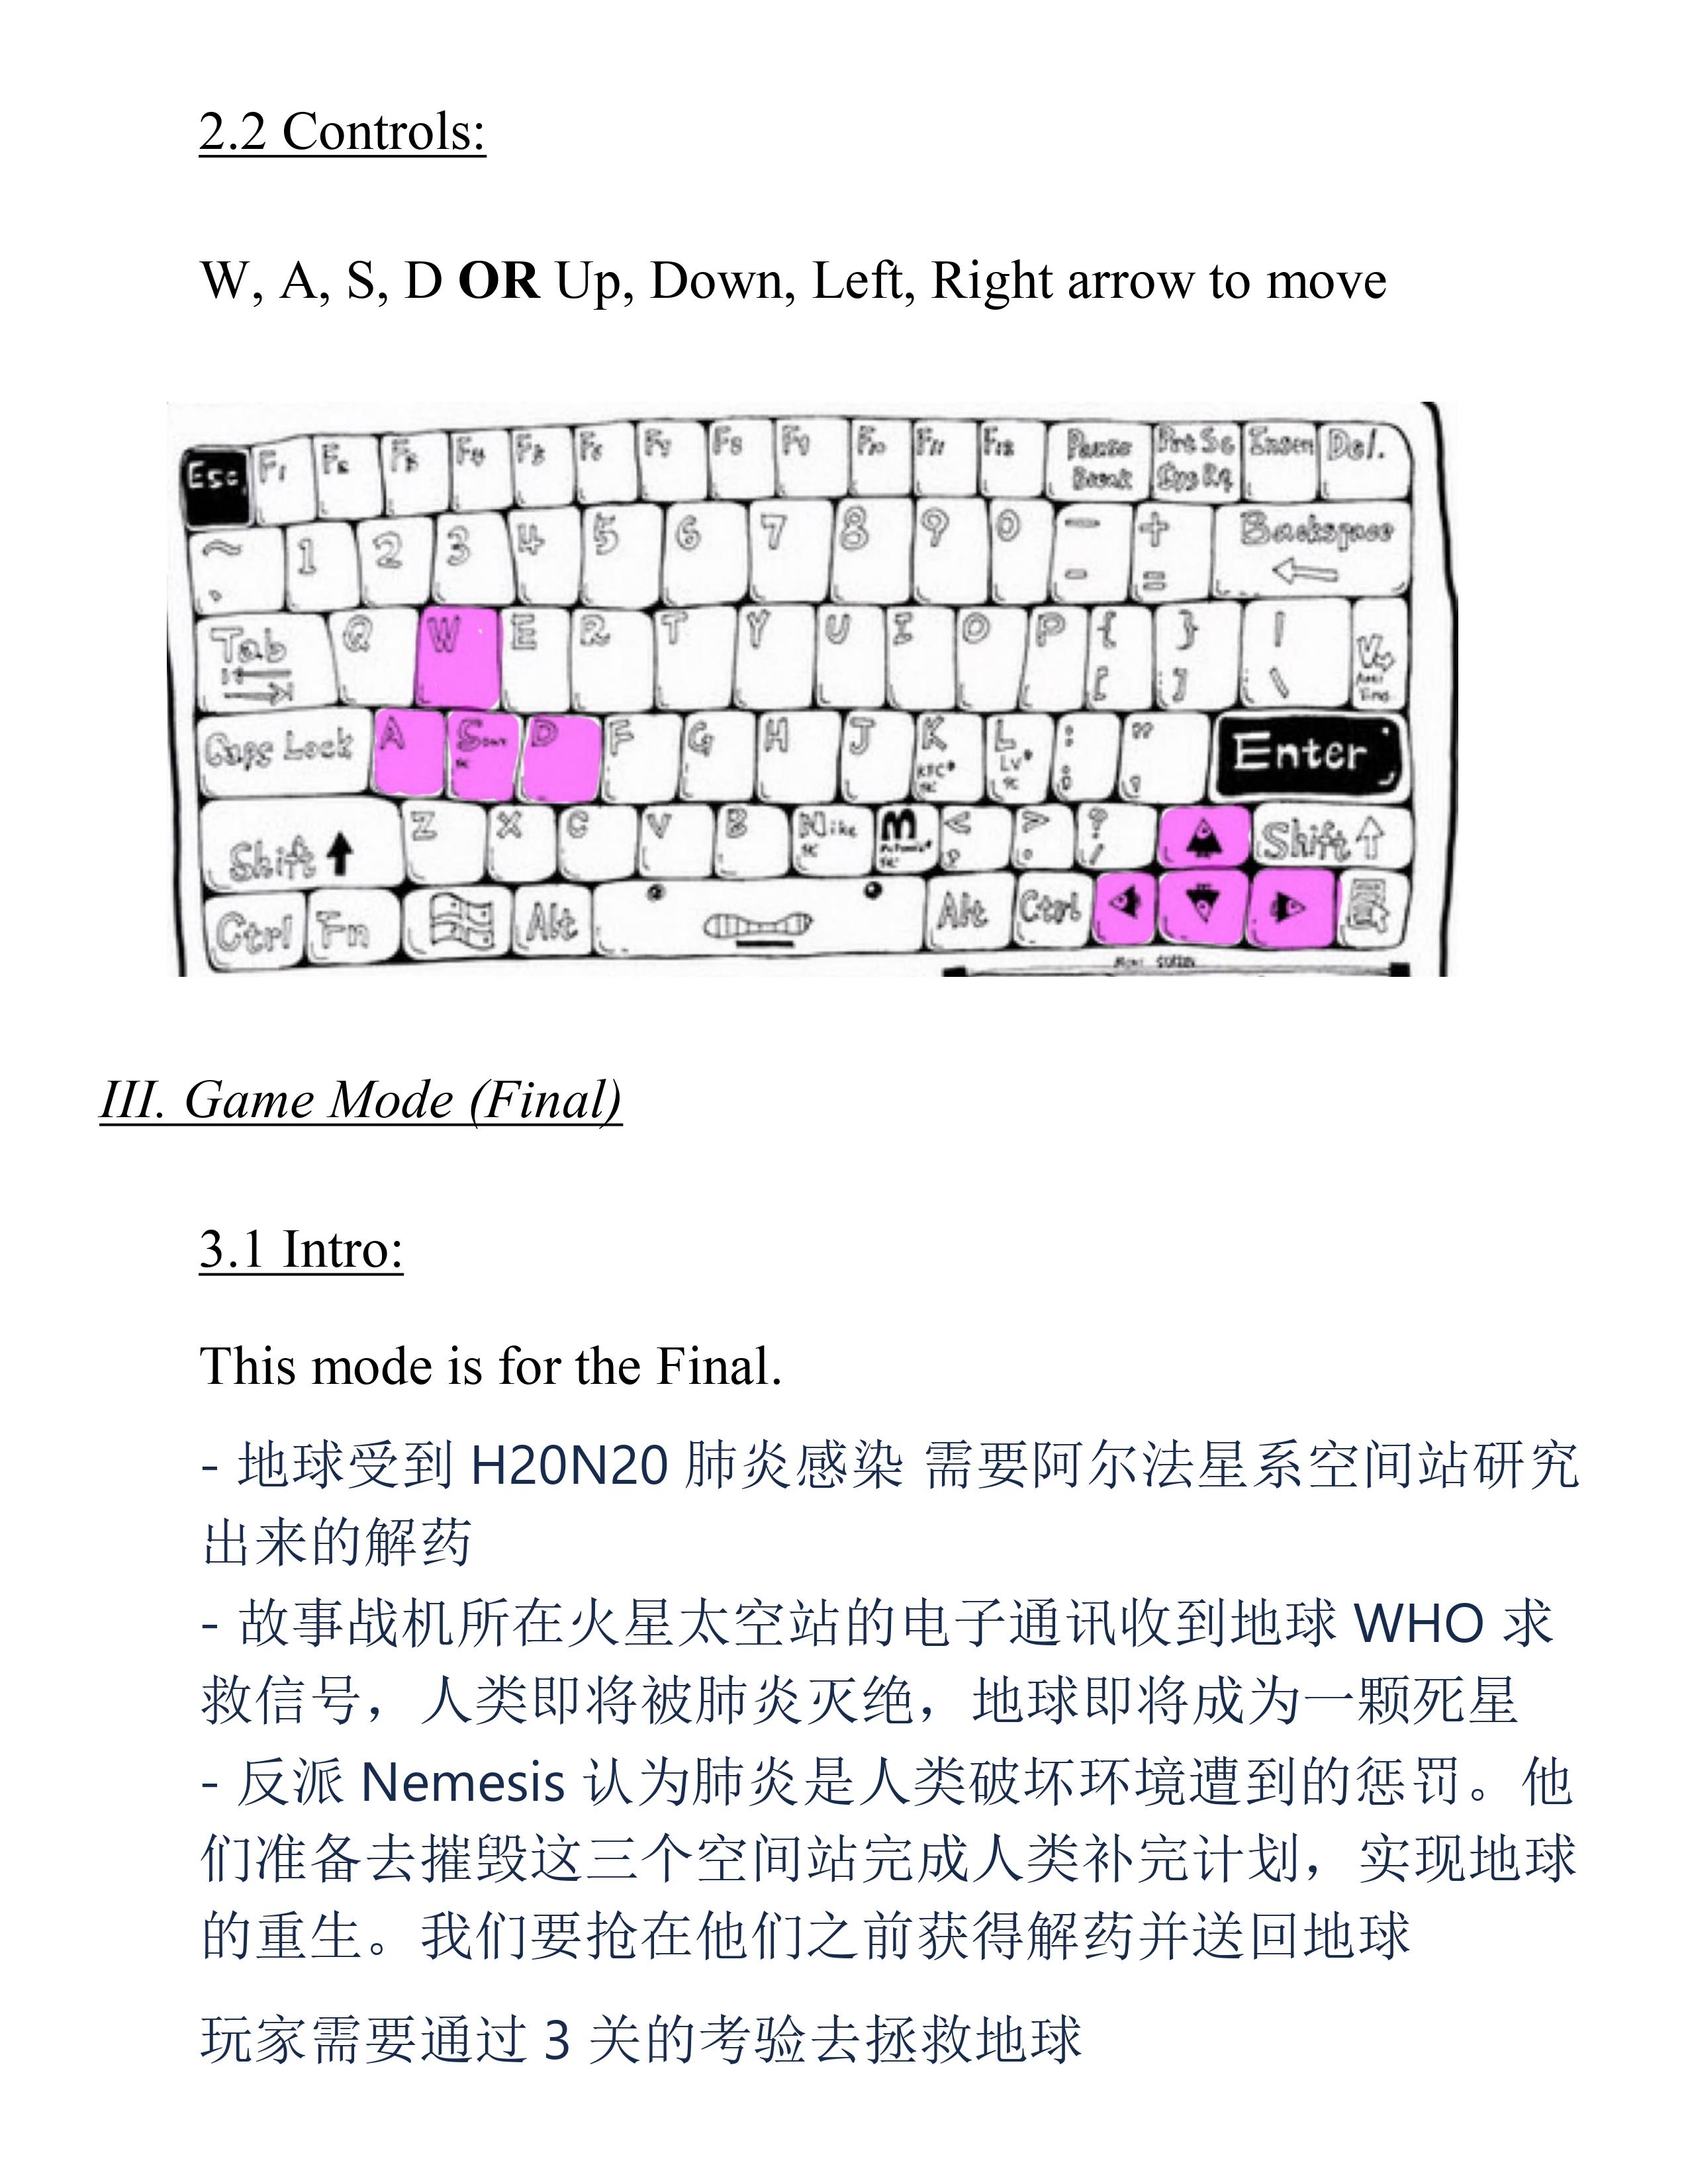 2.2 Controls:
W, A, S, D OR Up, Down, Left, Right arrow to move
Esc F1 F2 F3 F4 F5 F6 F7 F8 F9 F10 F11 F12 Pause Break Prt Sc Sys Rq Insert Del.
~ 1 2 3 4 5 6 7 8 9 0 - - + = Backspace
Tab Q W E R T Y U I O P { [ } ] | \
Caps Lock A S D F G H J K L : ; " Enter
Shift Z X C V B Nike m < > . ? / Shift
Ctrl Fn Alt Alt Ctrl
III. Game Mode (Final)
3.1 Intro:
This mode is for the Final.
- 地球受到 H20N20 肺炎感染 需要阿尔法星系空间站研究
出来的解药
- 故事战机所在火星太空站的电子通讯收到地球 WHO 求
救信号，人类即将被肺炎灭绝，地球即将成为一颗死星
- 反派 Nemesis 认为肺炎是人类破坏环境遭到的惩罚。他
们准备去摧毁这三个空间站完成人类补完计划，实现地球
的重生。我们要抢在他们之前获得解药并送回地球
玩家需要通过 3 关的考验去拯救地球